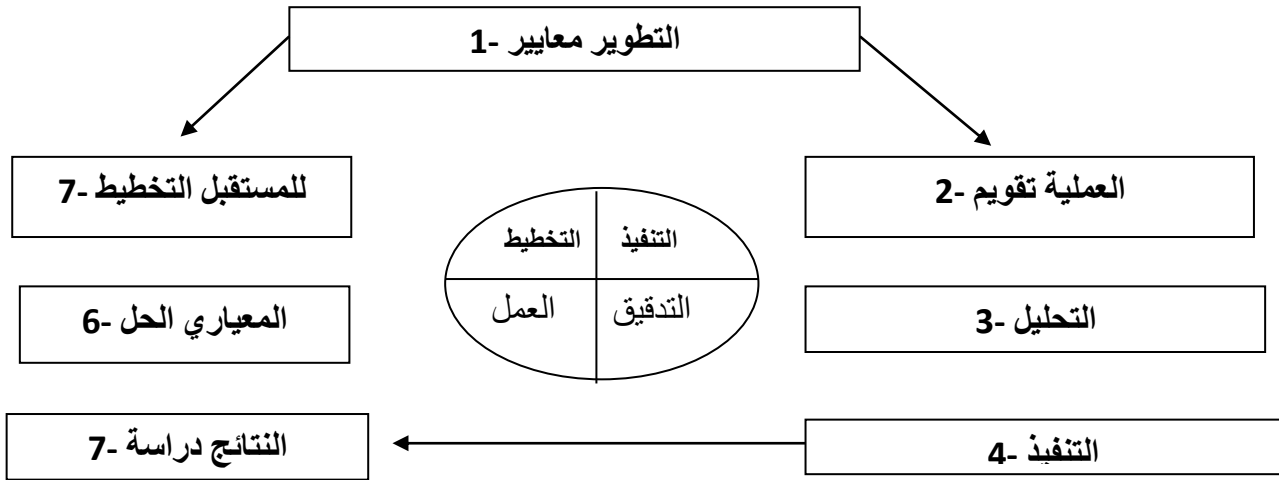 التطوير معايير -1
العملية تقويم -2
للمستقبل التخطيط -7
التنفيذ
التخطيط
التدقيق
العمل
التحليل -3
المعياري الحل -6
التنفيذ -4
النتائج دراسة -7